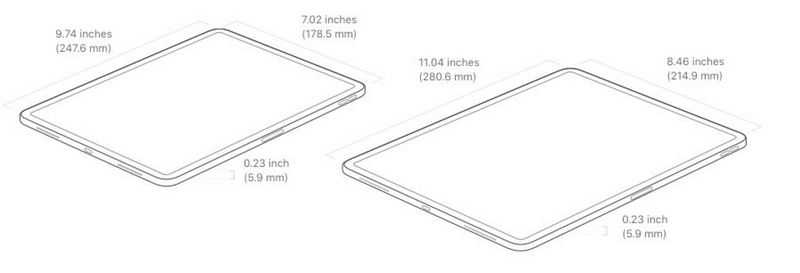 9.74 inches
(247.6 mm)
7.02 inches
(178.5 mm)
0.23 inch
(5.9 mm)
11.04 inches
(280.6 mm)
8.46 inches
(214.9 mm)
0.23 inch
(5.9 mm)